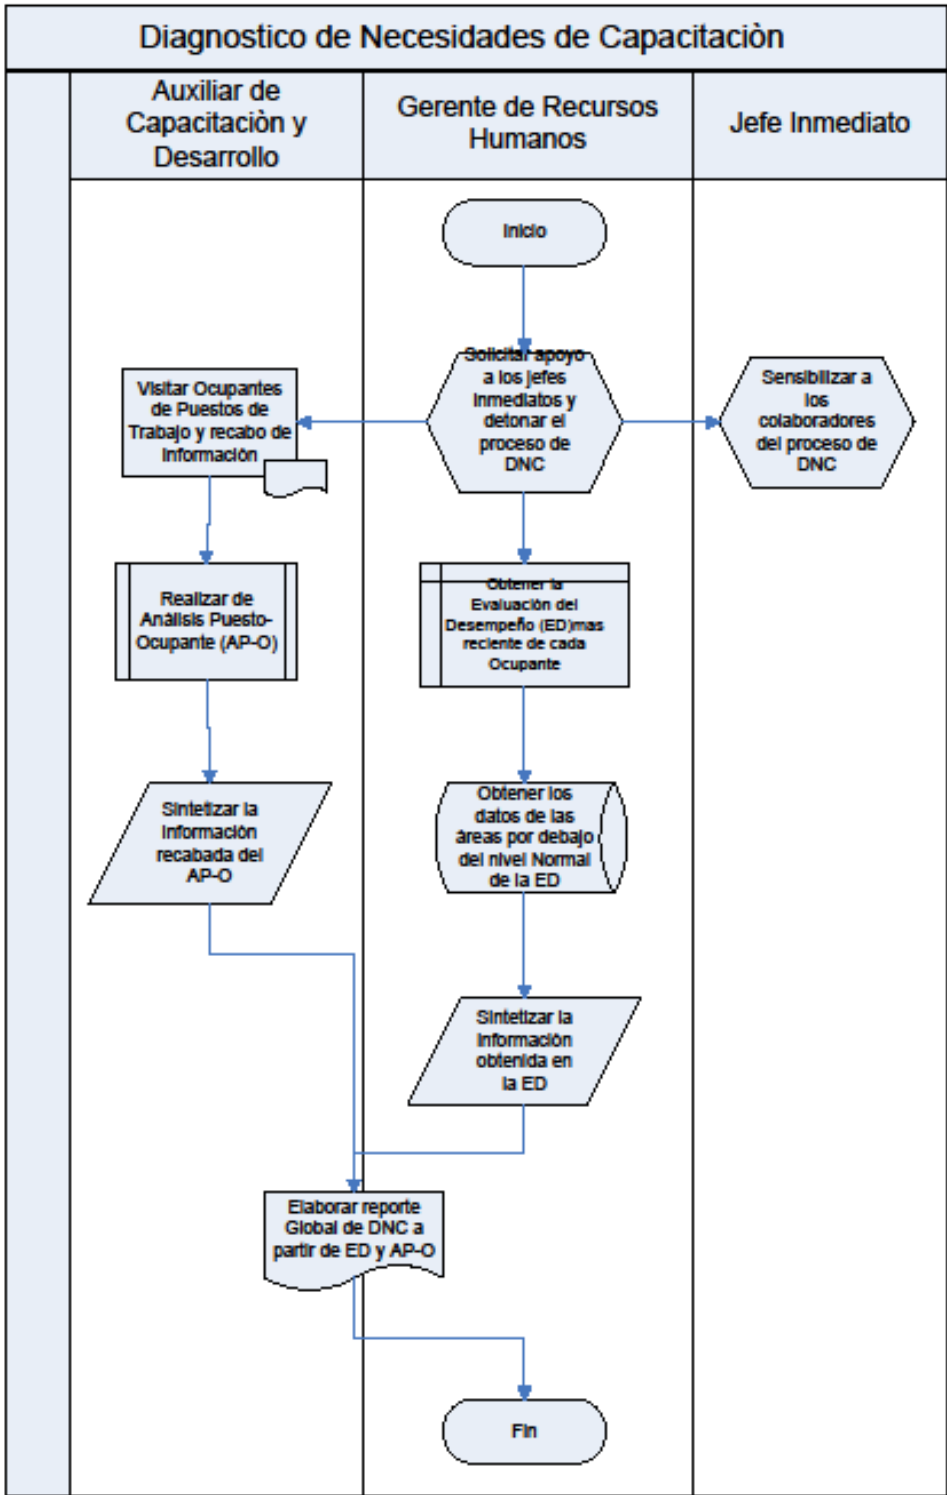 Diagnostico de Necesidades de Capacitaciòn
Auxiliar de
Capacitaciòn y
Desarrollo
Gerente de Recursos
Humanos
Jefe Inmediato
Inicio
Visitar Ocupantes
de Puestos de
Trabajo y recabo de
Información
Solicitar apoyo
a los jefes
Inmediatos y
detonar el
proceso de
DNC
Sensibilizar a
los
colaboradores
del proceso de
DNC
Realizar de
Análisis Puesto-
Ocupante (AP-O)
Obtener la
Evaluación del
Desempeño (ED)mas
reciente de cada
Ocupante
Sintetizar la
Información
recabada del
AP-O
Obtener los
datos de las
áreas por debajo
del nivel Normal
de la ED
Sintetizar la
Información
obtenida en
la ED
Elaborar reporte
Global de DNC a
partir de ED y AP-O
Fin